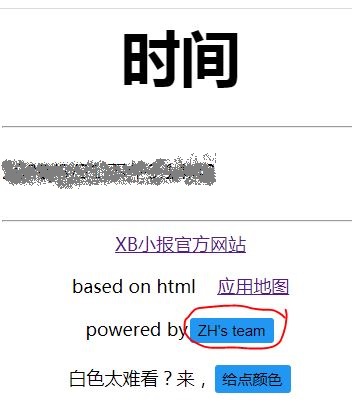 时间
XB小报官方网站
based on html 应用地图
powered by ZH's team
白色太难看？来， 给点颜色